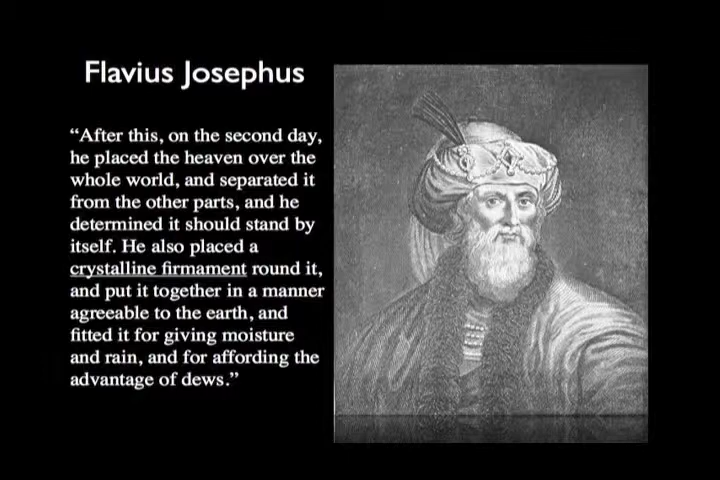 Flavius Josephus
“After this, on the second day,
he placed the heaven over the
whole world, and separated it
from the other parts, and he
determined it should stand by
itself. He also placed a
crystalline firmament round it,
and put it together in a manner
agreeable to the earth, and
fitted it for giving moisture
and rain, and for affording the
advantage of dews.”